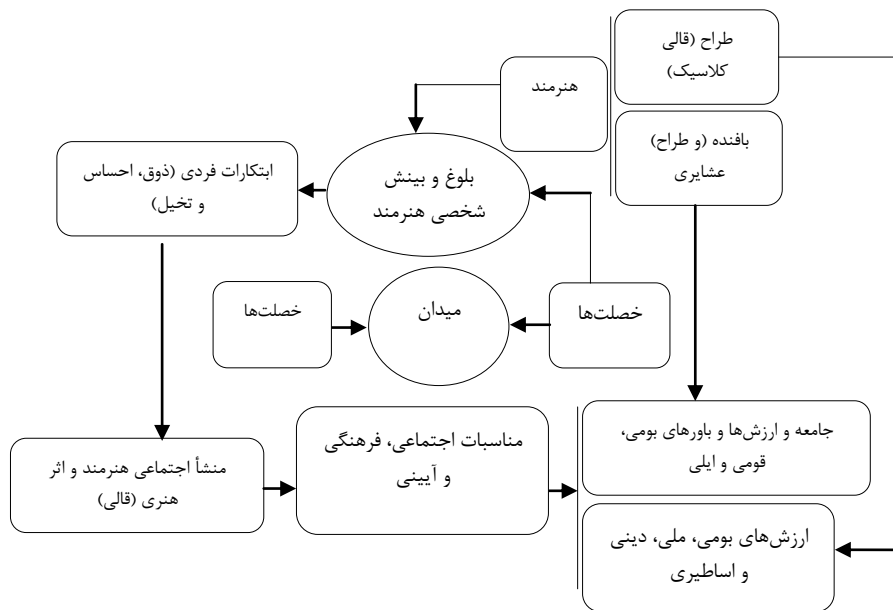 طراح (قالی
کلاسیک)
هنرمند
بافنده (و طراح)
عشایری
بلوغ و بینش
شخصی هنرمند
ابتکارات فردی (ذوق، احساس
و تخیل)
خصلت‌ها
میدان
خصلت‌ها
جامعه و ارزش‌ها و باورهای بومی،
قومی و ایلی
مناسبات اجتماعی، فرهنگی
و آیینی
منشأ اجتماعی هنرمند و اثر
هنری (قالی)
ارزش‌های بومی، ملی، دینی
و اساطیری